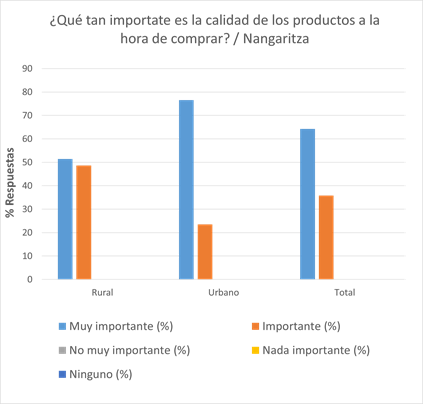 ¿Qué tan importate es la calidad de los productos a la
hora de comprar? / Nangaritza
% Respuestas
90
80
70
60
50
40
30
20
10
0
Rural Urbano Total
Muy importante (%) Importante (%)
No muy importante (%) Nada importante (%)
Ninguno (%)